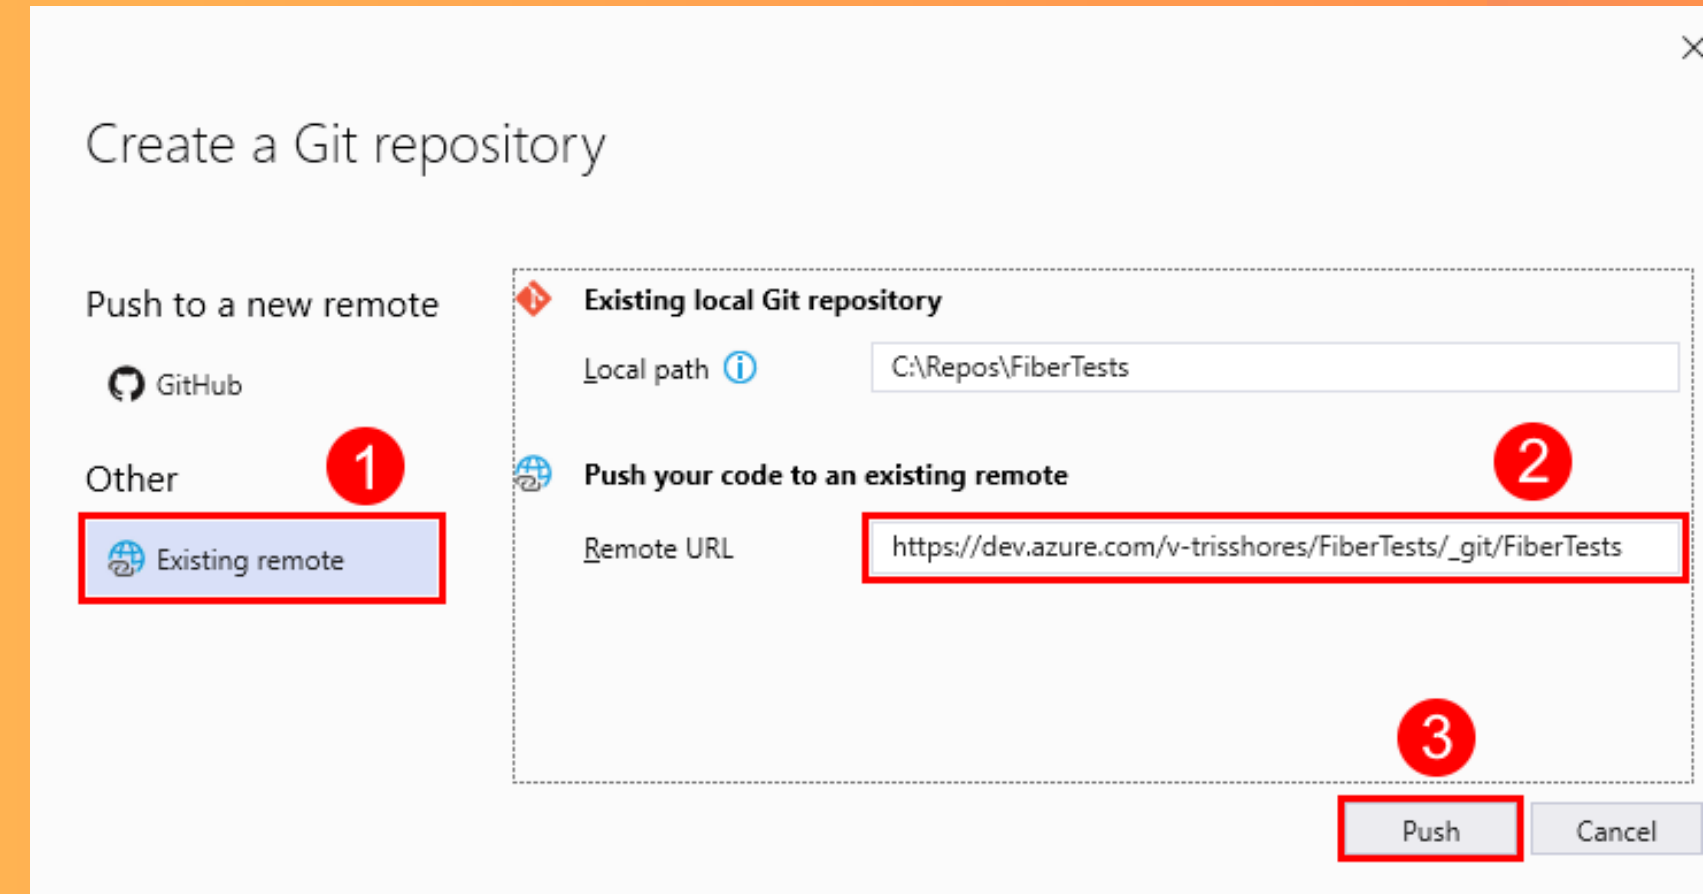 Create a Git repository
Push to a new remote
GitHub
Other
1
Existing remote
Existing local Git repository
Local path
C:\Repos\FiberTests
2
Push your code to an existing remote
Remote URL
https://dev.azure.com/v-trisshores/FiberTests/_git/FiberTests
3
Push
Cancel